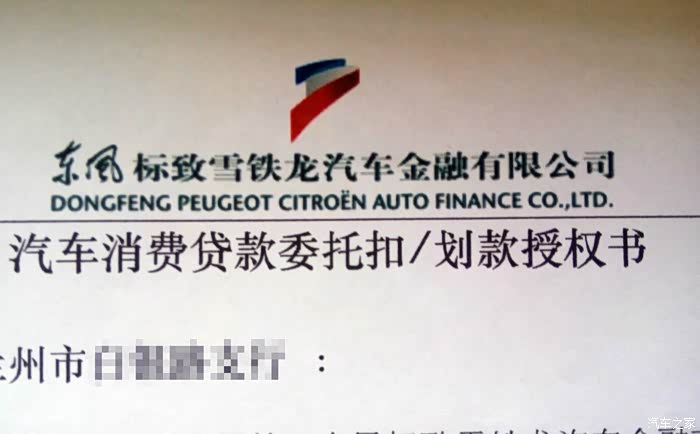 东风 标致雪铁龙汽车金融有限公司
DONGFENG PEUGEOT CITROËN AUTO FINANCE CO.,LTD.
汽车消费贷款委托扣/划款授权书
兰州市 :
汽车之家